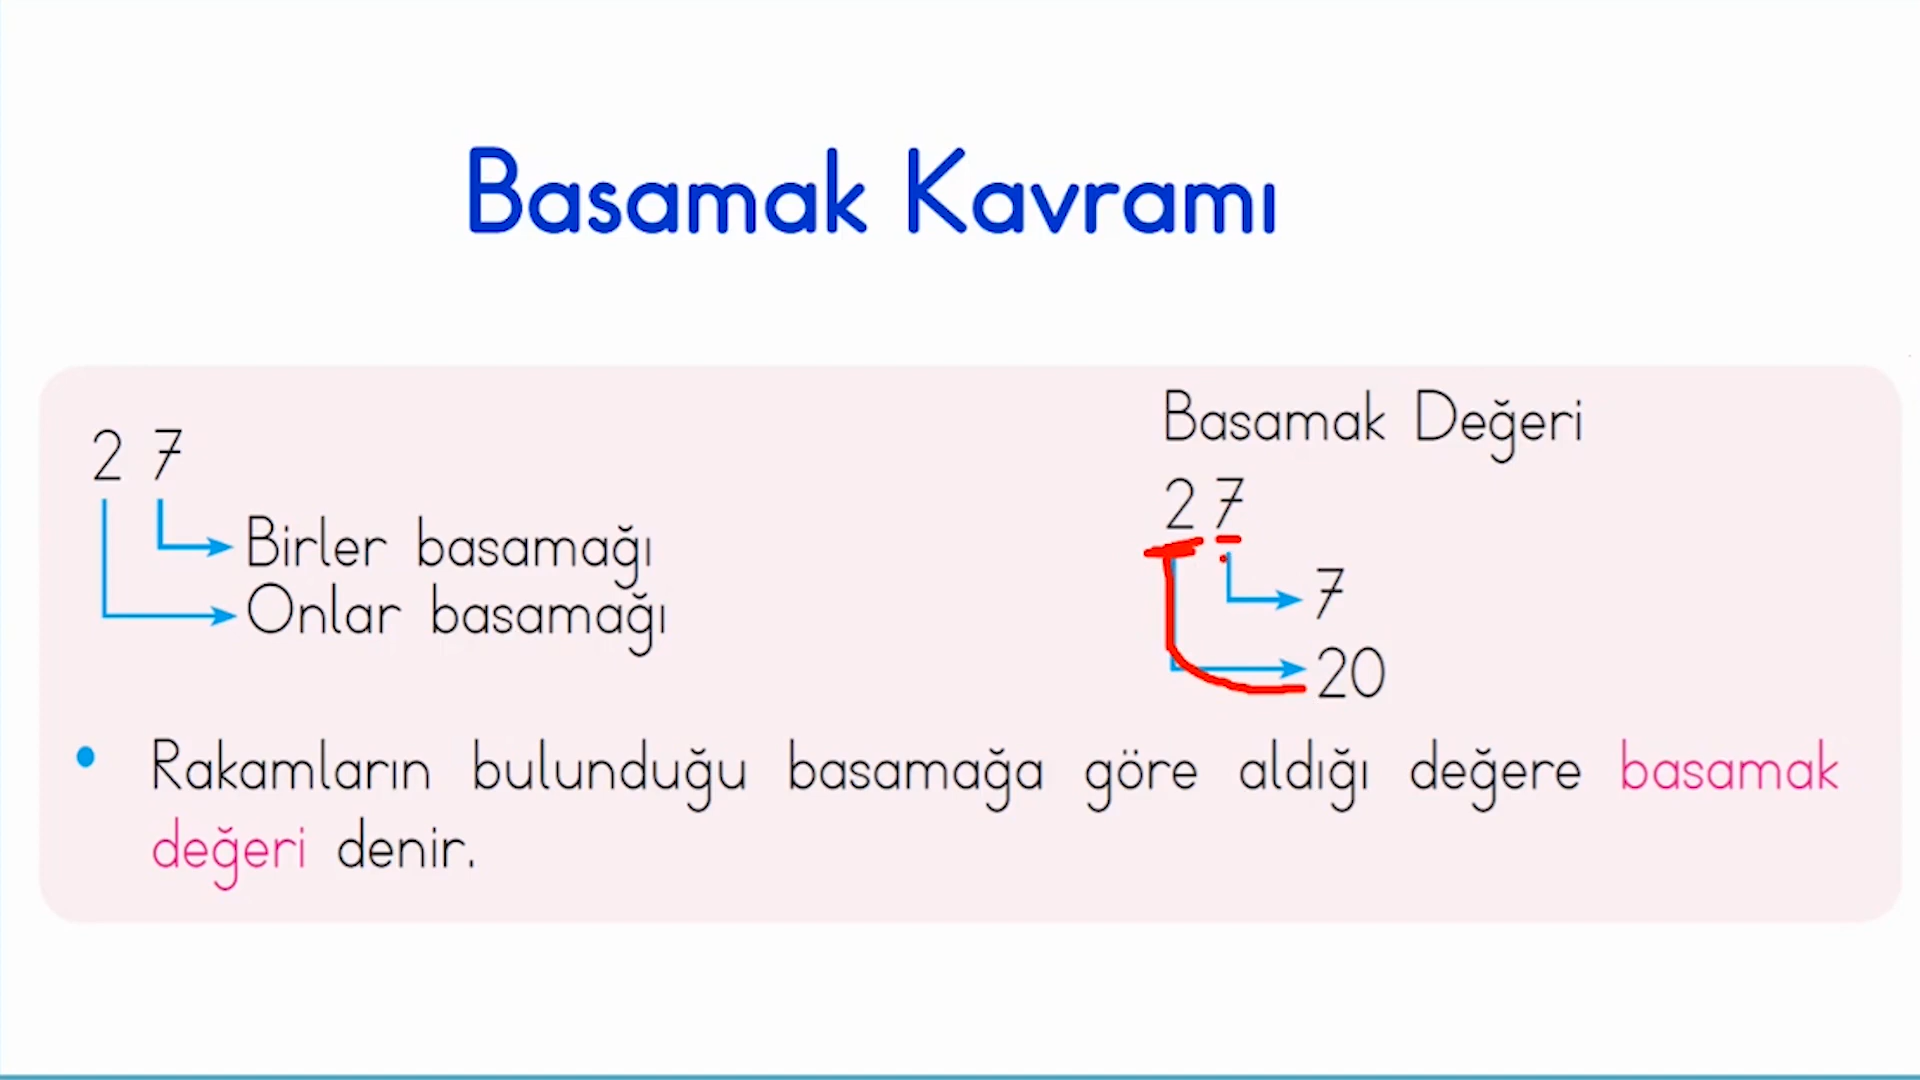 Basamak Kavramı
2 7
Birler basamağı
Onlar basamağı
Basamak Değeri
2 7
7
20
• Rakamların bulunduğu basamağa göre aldığı değere basamak
değeri denir.